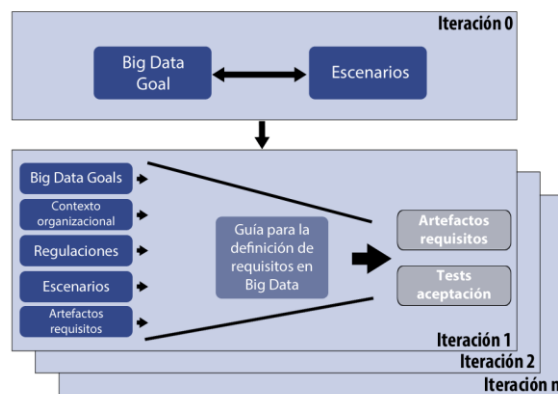 Iteración 0
Big Data
Goal
Escenarios
Big Data Goals
Contexto
organizacional
Regulaciones
Escenarios
Artefactos
requisitos
Guía para la
definición de
requisitos en
Big Data
Artefactos
requisitos
Tests
aceptación
Iteración 1
Iteración 2
Iteración n